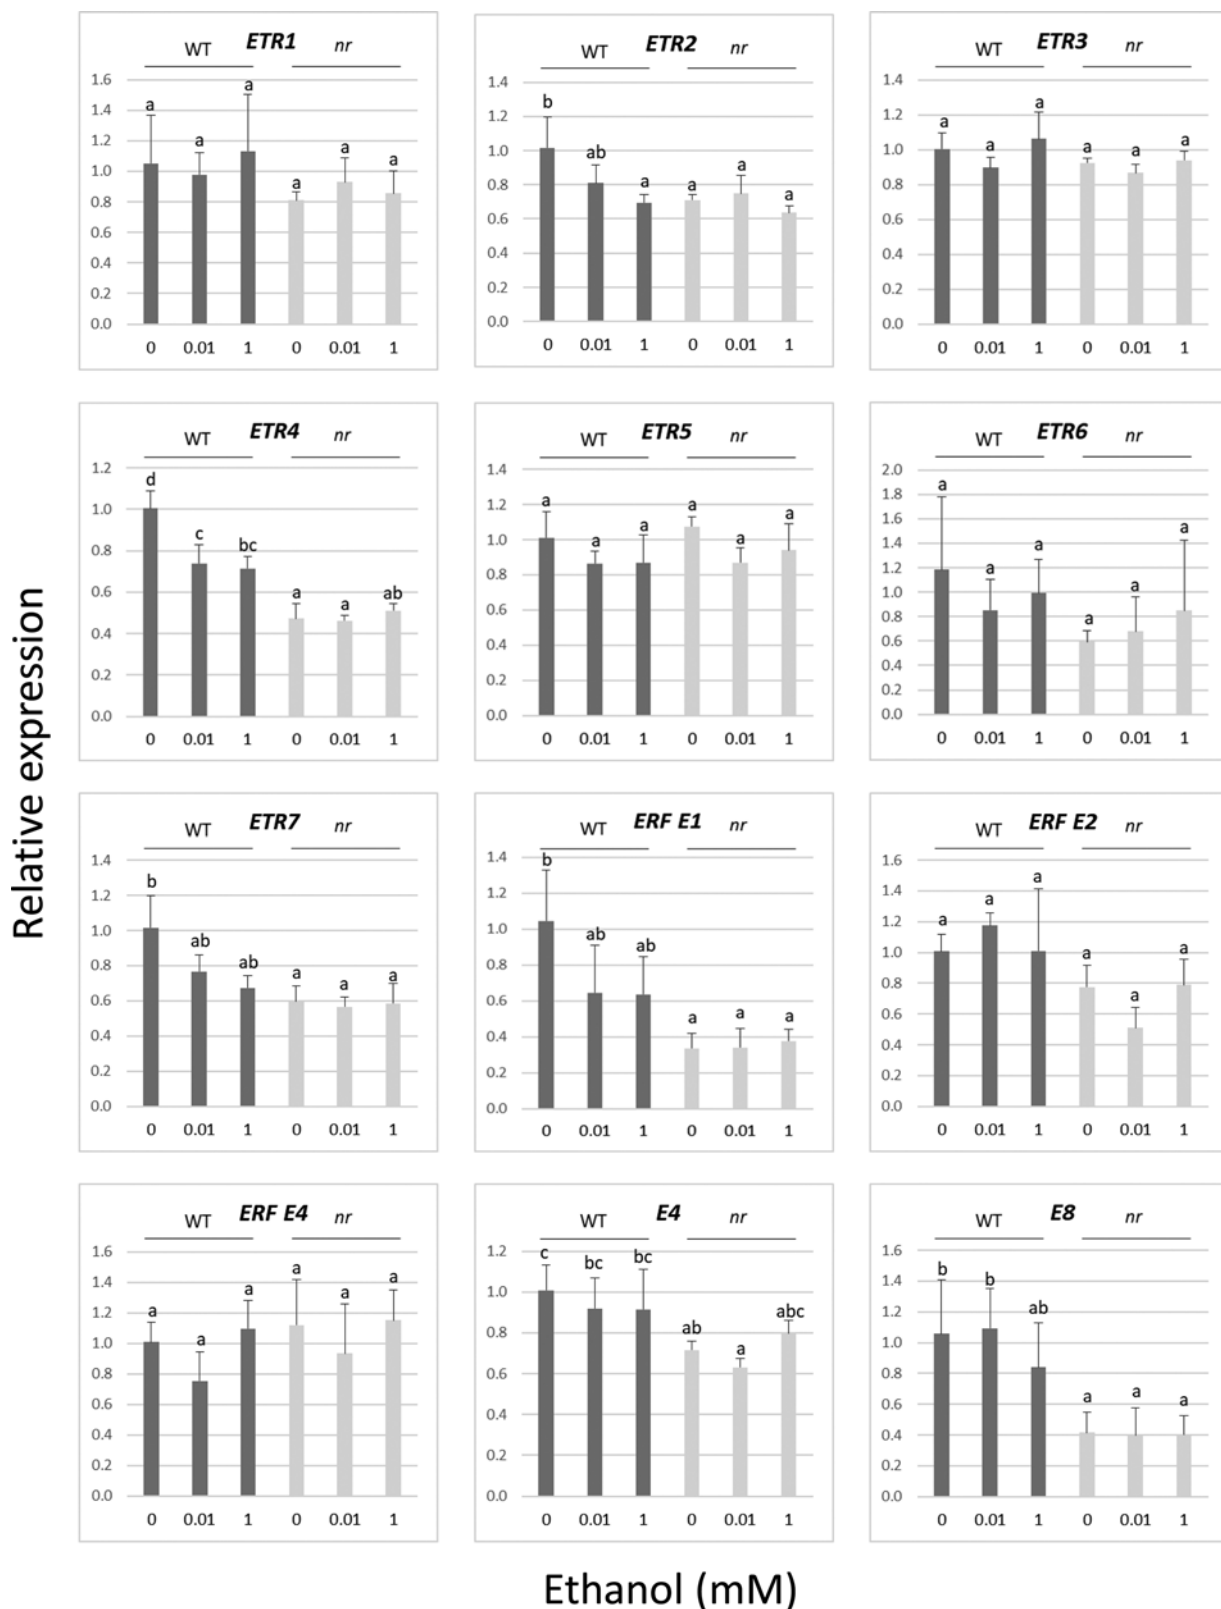 Relative expression
WT ETR1 nr
1.6
1.4
1.2
1.0
0.8
0.6
0.4
0.2
0.0
a a a a a a
0 0.01 1 0 0.01 1
WT ETR2 nr
1.4
1.2
1.0
0.8
0.6
0.4
0.2
0.0
b ab a a a a
0 0.01 1 0 0.01 1
WT ETR3 nr
1.4
1.2
1.0
0.8
0.6
0.4
0.2
0.0
a a a a a a
0 0.01 1 0 0.01 1
WT ETR4 nr
1.2
1.0
0.8
0.6
0.4
0.2
0.0
d c bc a a ab
0 0.01 1 0 0.01 1
WT ETR5 nr
1.4
1.2
1.0
0.8
0.6
0.4
0.2
0.0
a a a a a a
0 0.01 1 0 0.01 1
WT ETR6 nr
2.0
1.8
1.6
1.4
1.2
1.0
0.8
0.6
0.4
0.2
0.0
a a a a a a
0 0.01 1 0 0.01 1
WT ETR7 nr
1.4
1.2
1.0
0.8
0.6
0.4
0.2
0.0
b ab ab a a a
0 0.01 1 0 0.01 1
WT ERF E1 nr
1.4
1.2
1.0
0.8
0.6
0.4
0.2
0.0
b ab ab a a a
0 0.01 1 0 0.01 1
WT ERF E2 nr
1.6
1.4
1.2
1.0
0.8
0.6
0.4
0.2
0.0
a a a a a a
0 0.01 1 0 0.01 1
WT ERF E4 nr
1.6
1.4
1.2
1.0
0.8
0.6
0.4
0.2
0.0
a a a a a a
0 0.01 1 0 0.01 1
WT E4 nr
1.2
1.0
0.8
0.6
0.4
0.2
0.0
c bc bc ab a abc
0 0.01 1 0 0.01 1
WT E8 nr
1.6
1.4
1.2
1.0
0.8
0.6
0.4
0.2
0.0
b b ab a a a
0 0.01 1 0 0.01 1
Ethanol (mM)